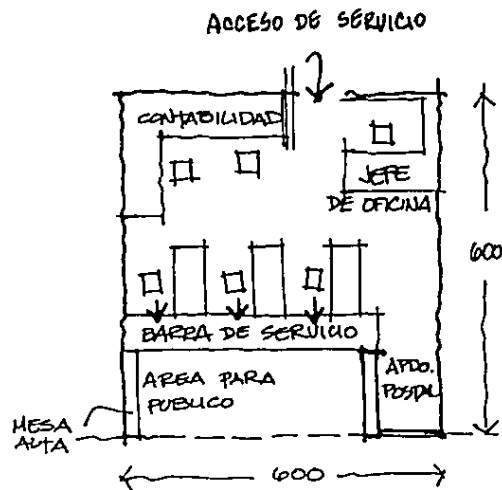 ACCESO DE SERVICIO
CONTABILIDAD
JEFE
DE OFICINA
600
BARRA DE SERVICIO
AREA PARA
PUBLICO
APDO.
POSTAL
MESA
ALTA
600